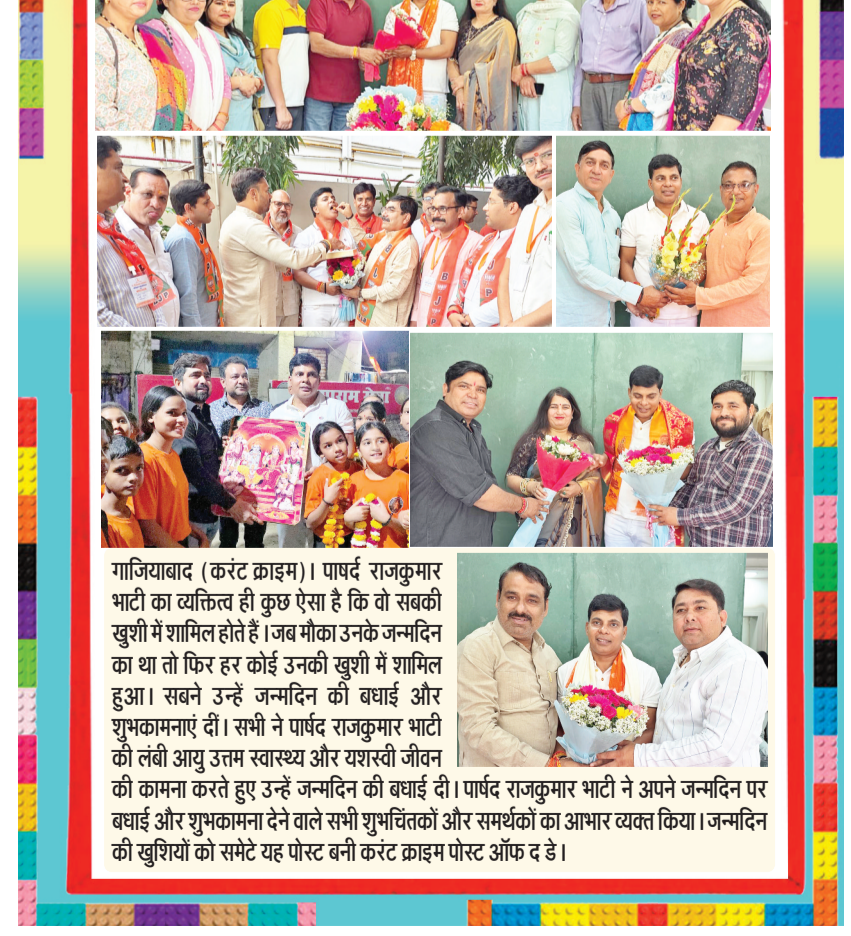 BJP
BJP
गाजियाबाद (करंट क्राइम)। पाषर्द राजकुमार
भाटी का व्यक्तित्व ही कुछ ऐसा है कि वो सबकी
खुशी में शामिल होते हैं ।जब मौका उनके जन्मदिन
का था तो फिर हर कोई उनकी खुशी में शामिल
हुआ। सबने उन्हें जन्मदिन की बधाई और
शुभकामनाएं दीं। सभी ने पार्षद राजकुमार भाटी
की लंबी आयु उत्तम स्वास्थ्य और यशस्वी जीवन
की कामना करते हुए उन्हें जन्मदिन की बधाई दी। पार्षद राजकुमार भाटी ने अपने जन्मदिन पर
बधाई और शुभकामना देने वाले सभी शुभचिंतकों और समर्थकों का आभार व्यक्त किया। जन्मदिन
की खुशियों को समेटे यह पोस्ट बनी करंट क्राइम पोस्ट ऑफ द डे।